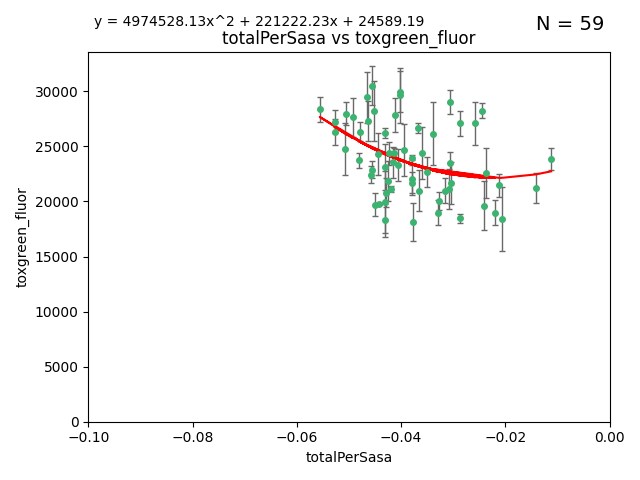 y = 4974528.13x^2 + 221222.23x + 24589.19
N = 59
totalPerSasa vs toxgreen_fluor
toxgreen_fluor
30000
25000
20000
15000
10000
5000
0
−0.10
−0.08
−0.06
−0.04
−0.02
0.00
totalPerSasa